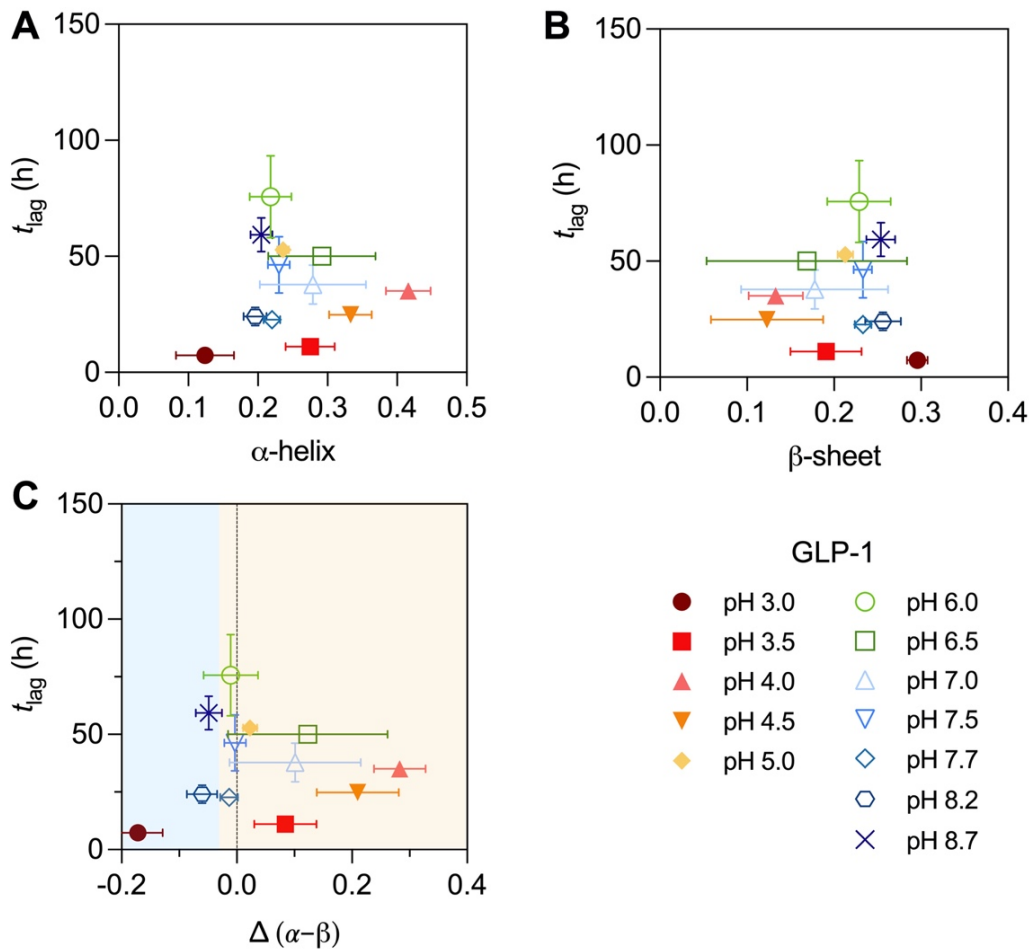 A
150
100
50
0
t lag (h)
0.0 0.1 0.2 0.3 0.4 0.5
α-helix
B
150
100
50
0
t lag (h)
0.0 0.1 0.2 0.3 0.4
β-sheet
C
150
100
50
0
t lag (h)
-0.2 0.0 0.2 0.4
Δ (α−β)
GLP-1
pH 3.0
pH 3.5
pH 4.0
pH 4.5
pH 5.0
pH 6.0
pH 6.5
pH 7.0
pH 7.5
pH 7.7
pH 8.2
pH 8.7